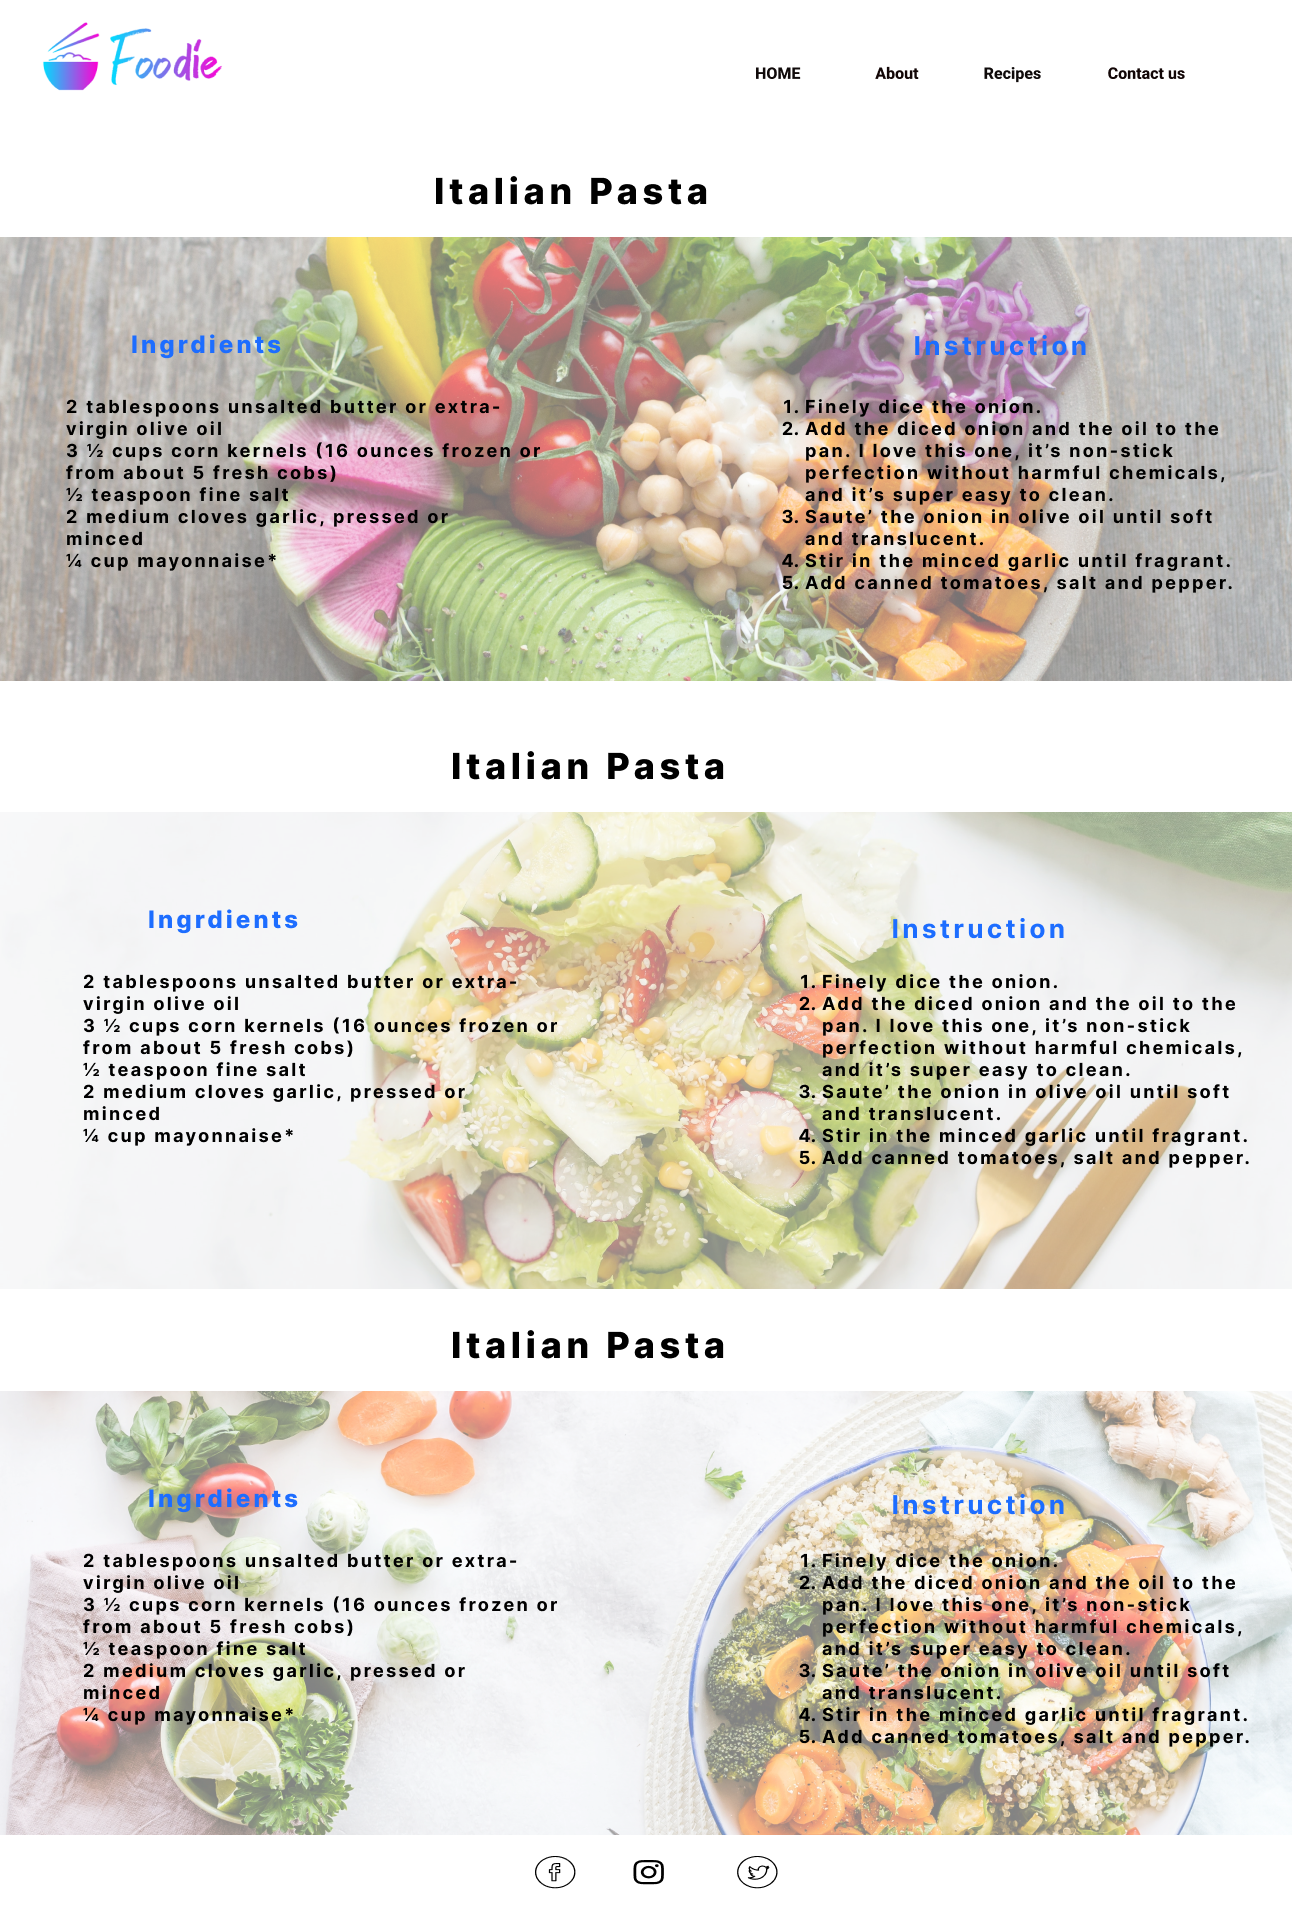 Foodie
HOME About Recipes Contact us
Italian Pasta
Ingrdients
2 tablespoons unsalted butter or extra-
virgin olive oil
3 ½ cups corn kernels (16 ounces frozen or
from about 5 fresh cobs)
½ teaspoon fine salt
2 medium cloves garlic, pressed or
minced
¼ cup mayonnaise*
Instruction
1. Finely dice the onion.
2. Add the diced onion and the oil to the
pan. I love this one, it’s non-stick
perfection without harmful chemicals,
and it’s super easy to clean.
3. Saute’ the onion in olive oil until soft
and translucent.
4. Stir in the minced garlic until fragrant.
5. Add canned tomatoes, salt and pepper.
Italian Pasta
Ingrdients
2 tablespoons unsalted butter or extra-
virgin olive oil
3 ½ cups corn kernels (16 ounces frozen or
from about 5 fresh cobs)
½ teaspoon fine salt
2 medium cloves garlic, pressed or
minced
¼ cup mayonnaise*
Instruction
1. Finely dice the onion.
2. Add the diced onion and the oil to the
pan. I love this one, it’s non-stick
perfection without harmful chemicals,
and it’s super easy to clean.
3. Saute’ the onion in olive oil until soft
and translucent.
4. Stir in the minced garlic until fragrant.
5. Add canned tomatoes, salt and pepper.
Italian Pasta
Ingrdients
2 tablespoons unsalted butter or extra-
virgin olive oil
3 ½ cups corn kernels (16 ounces frozen or
from about 5 fresh cobs)
½ teaspoon fine salt
2 medium cloves garlic, pressed or
minced
¼ cup mayonnaise*
Instruction
1. Finely dice the onion.
2. Add the diced onion and the oil to the
pan. I love this one, it’s non-stick
perfection without harmful chemicals,
and it’s super easy to clean.
3. Saute’ the onion in olive oil until soft
and translucent.
4. Stir in the minced garlic until fragrant.
5. Add canned tomatoes, salt and pepper.